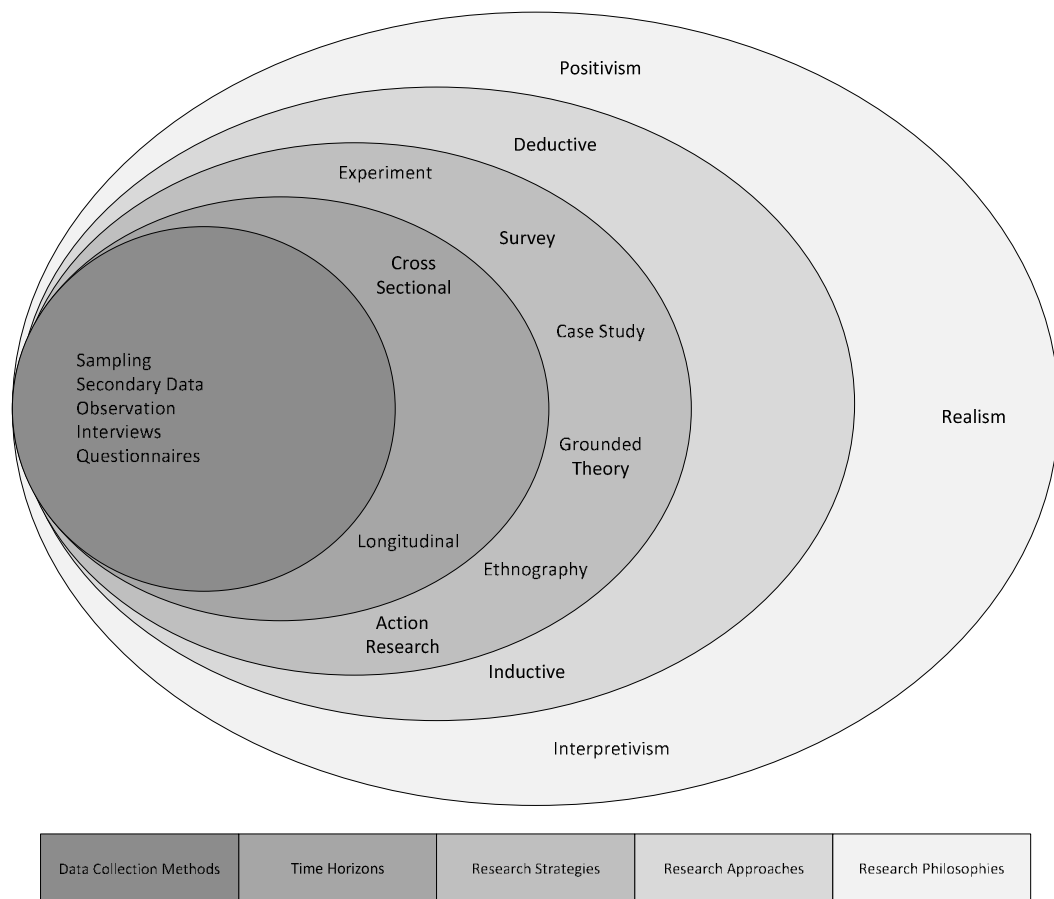 Positivism
Deductive
Experiment
Survey
Cross
Sectional
Case Study
Sampling
Secondary Data
Observation
Interviews
Questionnaires
Realism
Grounded
Theory
Longitudinal
Ethnography
Action
Research
Inductive
Interpretivism
Data Collection Methods
Time Horizons
Research Strategies
Research Approaches
Research Philosophies